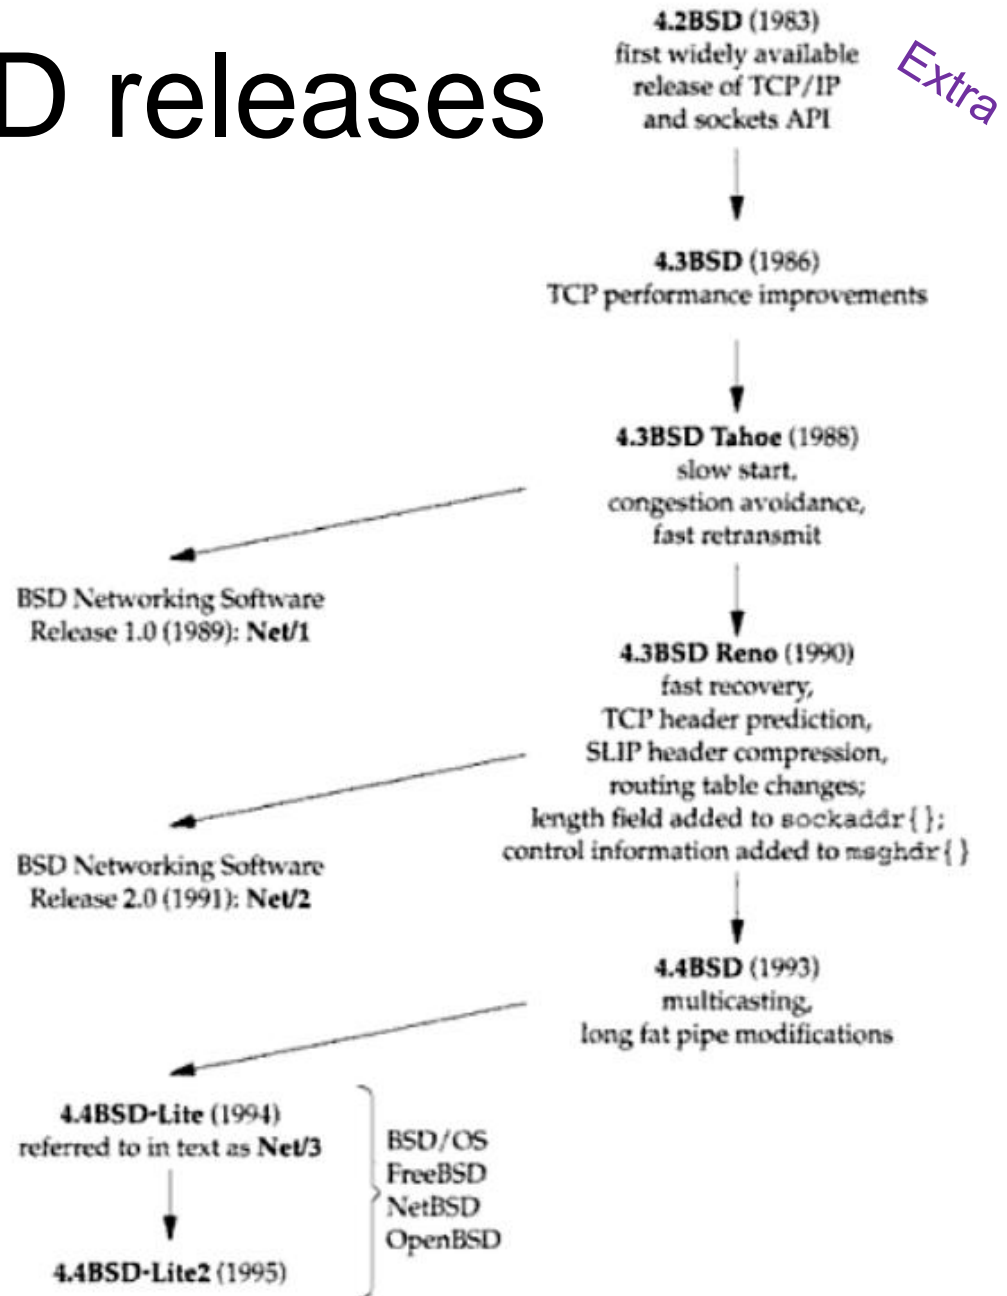 D releases
Extra
4.2BSD (1983)
first widely available
release of TCP/IP
and sockets API
4.3BSD (1986)
TCP performance improvements
4.3BSD Tahoe (1988)
slow start,
congestion avoidance,
fast retransmit
BSD Networking Software
Release 1.0 (1989): Net/1
4.3BSD Reno (1990)
fast recovery,
TCP header prediction,
SLIP header compression,
routing table changes;
length field added to sockaddr{};
control information added to msghdr{}
BSD Networking Software
Release 2.0 (1991): Net/2
4.4BSD (1993)
multicasting,
long fat pipe modifications
4.4BSD-Lite (1994)
referred to in text as Net/3
BSD/OS
FreeBSD
NetBSD
OpenBSD
4.4BSD-Lite2 (1995)